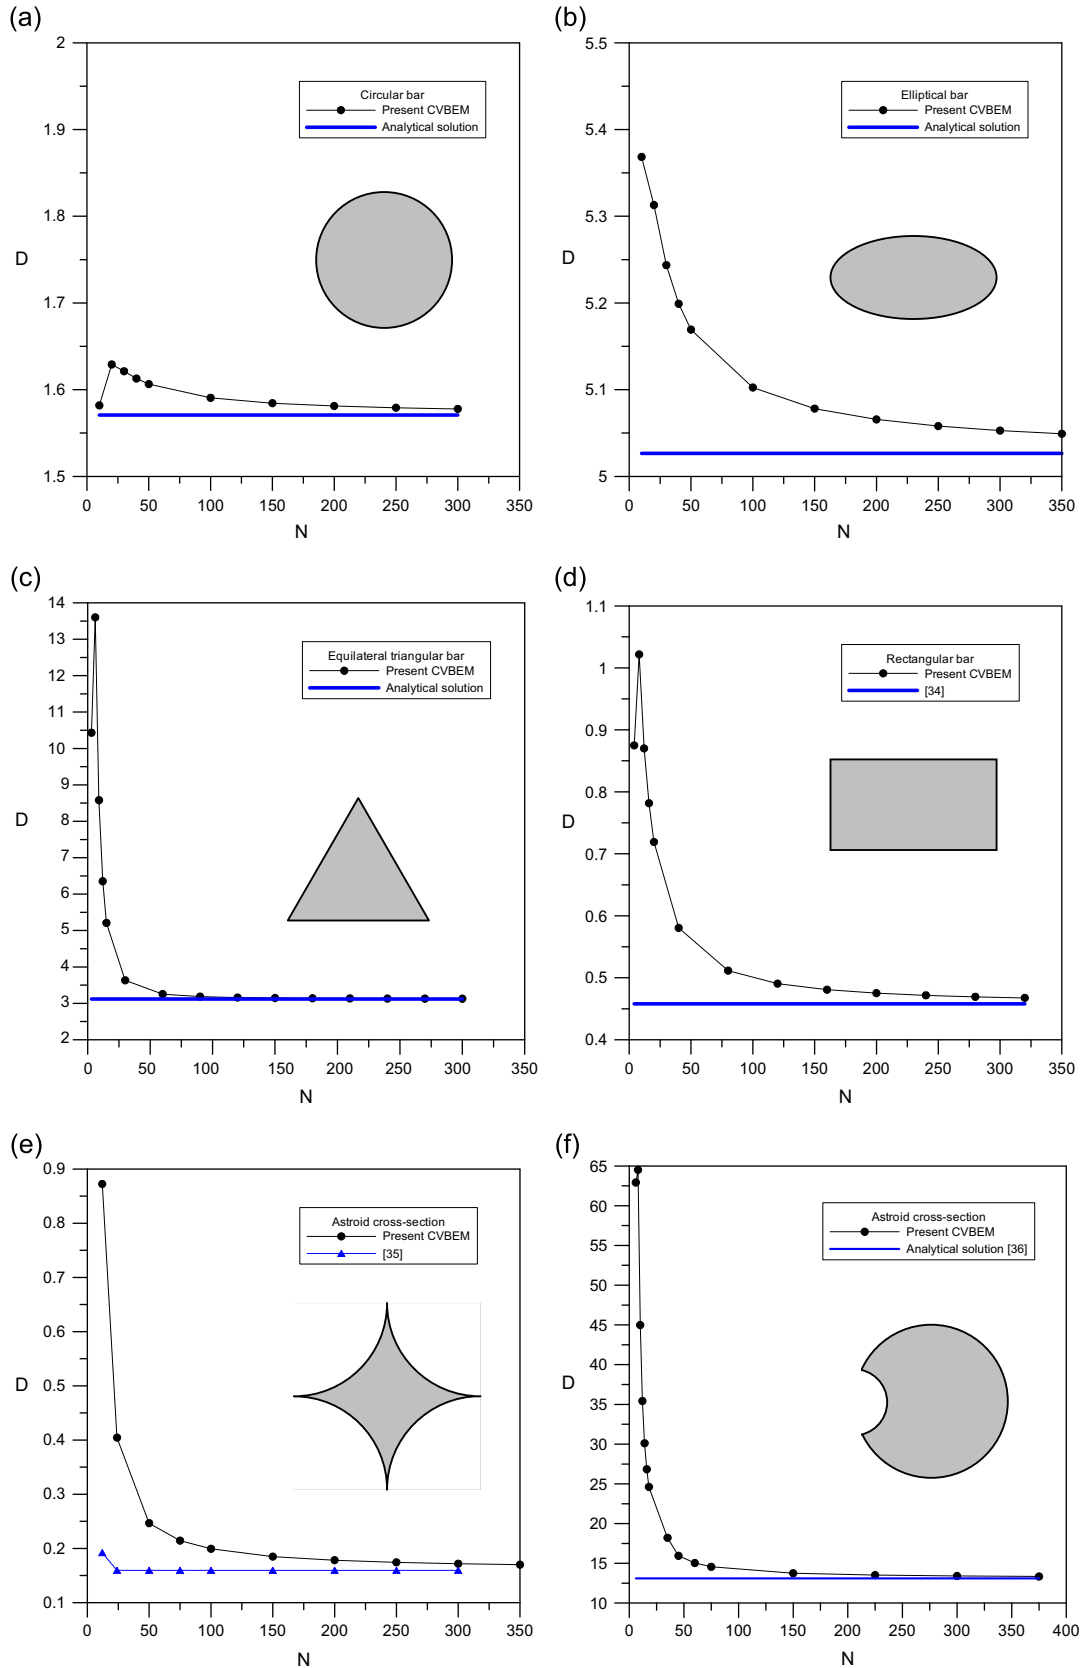 (a)
2
1.9
1.8
1.7
1.6
1.5
D
Circular bar
Present CVBEM
Analytical solution
0 50 100 150 200 250 300 350
N
(b)
5.5
5.4
5.3
5.2
5.1
5
D
Elliptical bar
Present CVBEM
Analytical solution
0 50 100 150 200 250 300 350
N
(c)
14
13
12
11
10
9
8
7
6
5
4
3
2
D
Equilateral triangular bar
Present CVBEM
Analytical solution
0 50 100 150 200 250 300 350
N
(d)
1.1
1
0.9
0.8
0.7
0.6
0.5
0.4
D
Rectangular bar
Present CVBEM
[34]
0 50 100 150 200 250 300 350
N
(e)
0.9
0.8
0.7
0.6
0.5
0.4
0.3
0.2
0.1
D
Astroid cross-section
Present CVBEM
[35]
0 50 100 150 200 250 300 350
N
(f)
65
60
55
50
45
40
35
30
25
20
15
10
D
Astroid cross-section
Present CVBEM
Analytical solution [36]
0 50 100 150 200 250 300 350 400
N